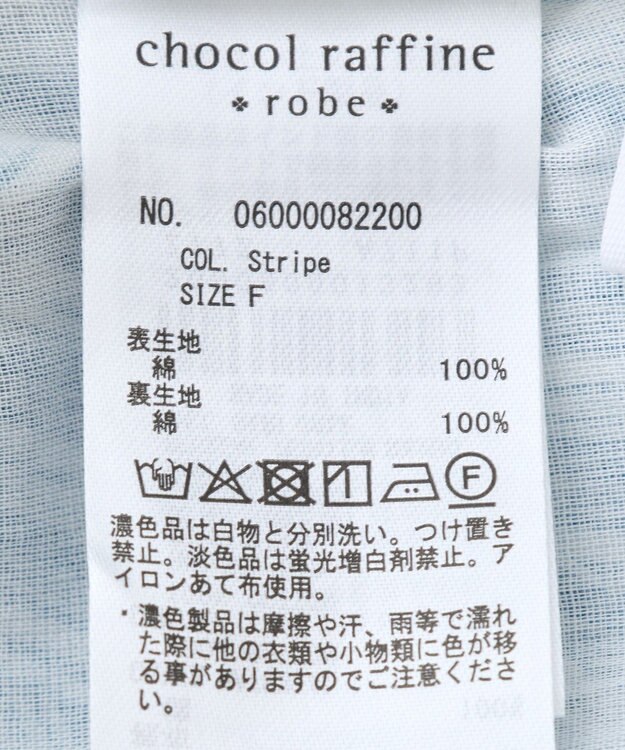 chocol raffine
robe
NO. 06000082200
COL. Stripe
SIZE F
表生地
綿 100%
裏生地
綿 100%
F
濃色品は白物と分別洗い。つけ置き
禁止。淡色品は蛍光増白剤禁止。ア
イロンあて布使用。
・濃色製品は摩擦や汗、雨等で濡れ
た際に他の衣類や小物類に色が移
る事がありますのでご注意くださ
い。